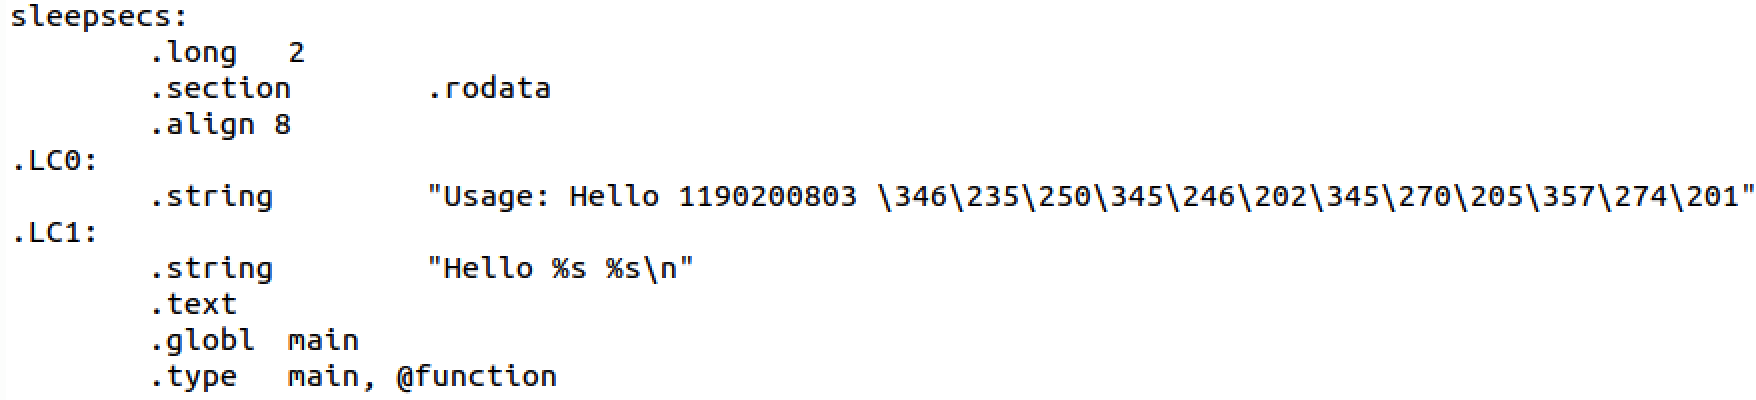 sleepsecs:
.long 2
.section .rodata
.align 8
.LC0:
.string "Usage: Hello 1190200803 \346\235\250\345\246\202\345\270\205\357\274\201"
.LC1:
.string "Hello %s %s\n"
.text
.globl main
.type main, @function